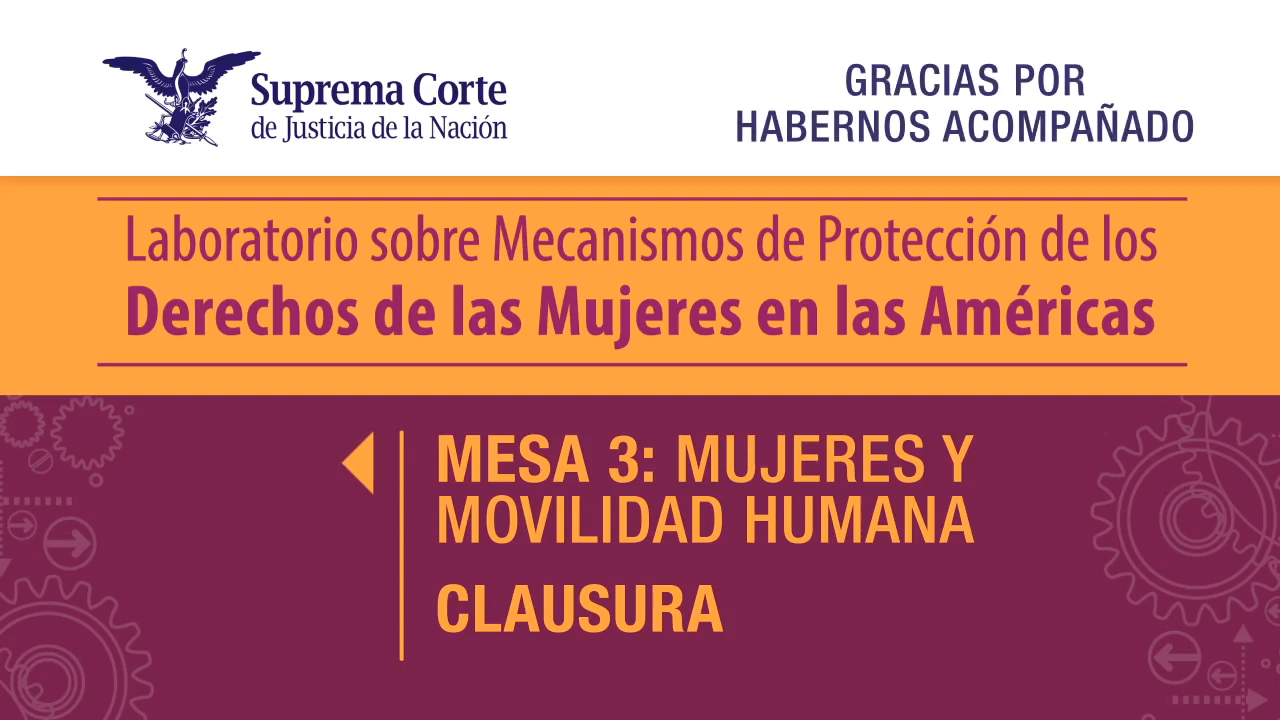 Suprema Corte
de Justicia de la Nación
GRACIAS POR
HABERNOS ACOMPAÑADO
Laboratorio sobre Mecanismos de Protección de los
Derechos de las Mujeres en las Américas
MESA 3: MUJERES Y
MOVILIDAD HUMANA
CLAUSURA